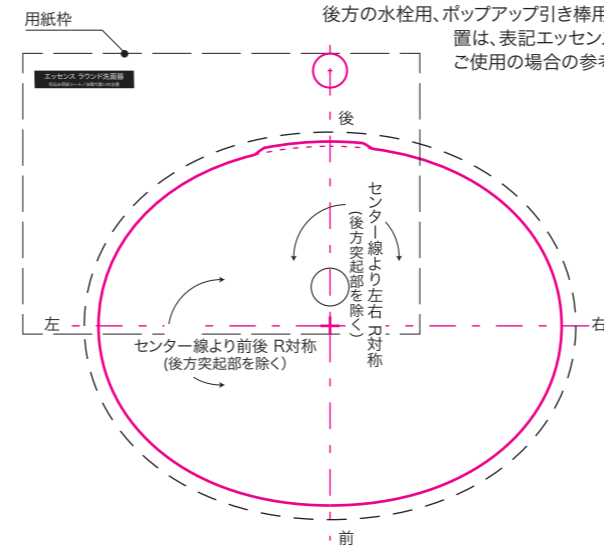 後方の水栓用、ポップアップ引き棒用
置は、表記エッセンス
ご使用の場合の参考
用紙枠
エッセンス ラウンド洗面器
後
センター線より左右 R対称
(後方突起部を除く)
左
右
センター線より前後 R対称
(後方突起部を除く)
前